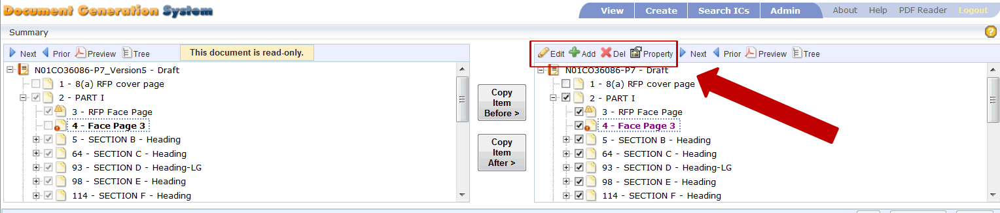 Document Generation System
View Create Search ICs Admin About Help PDF Reader Logout
Summary
Next Prior Preview Tree This document is read-only.
N01CO36086-P7_Version5 - Draft
1 - 8(a) RFP cover page
2 - PART I
3 - RFP Face Page
4 - Face Page 3
5 - SECTION B - Heading
64 - SECTION C - Heading
93 - SECTION D - Heading-LG
98 - SECTION E - Heading
114 - SECTION F - Heading
Copy
Item
Before >
Copy
Item
After >
Edit Add Del Property Next Prior Preview Tree
N01CO36086-P7 - Draft
1 - 8(a) RFP cover page
2 - PART I
3 - RFP Face Page
4 - Face Page 3
5 - SECTION B - Heading
64 - SECTION C - Heading
93 - SECTION D - Heading-LG
98 - SECTION E - Heading
114 - SECTION F - Heading